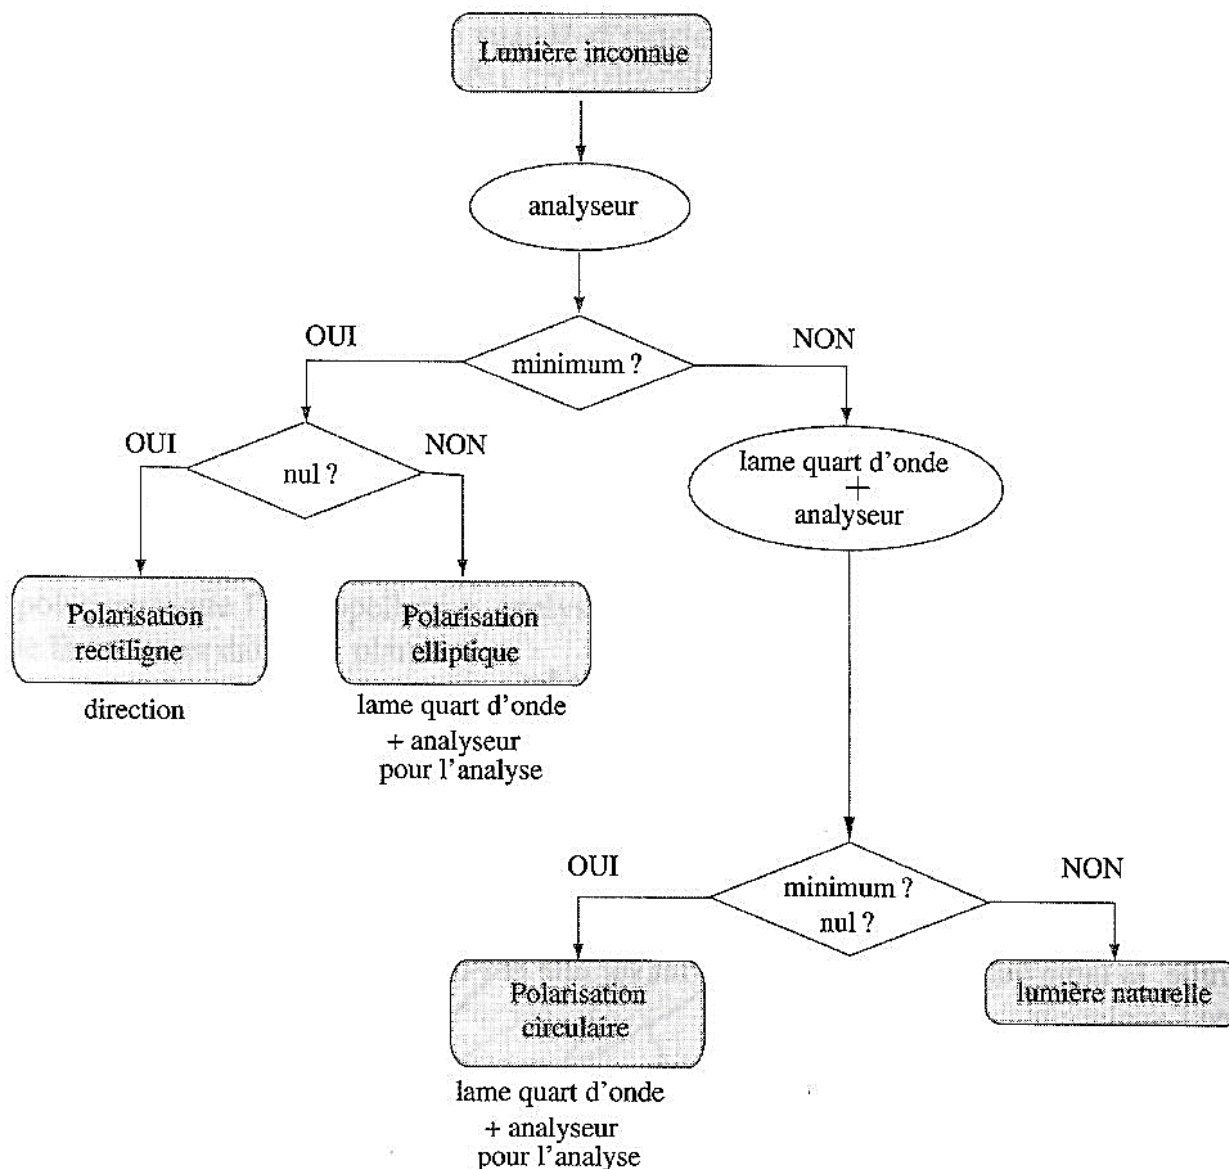 Lumière inconnue
analyseur
OUI
NON
minimum ?
OUI
NON
nul ?
lame quart d'onde
+
analyseur
Polarisation
rectiligne
direction
Polarisation
elliptique
lame quart d'onde
+ analyseur
pour l'analyse
OUI
NON
minimum ?
nul ?
Polarisation
circulaire
lame quart d'onde
+ analyseur
pour l'analyse
lumière naturelle